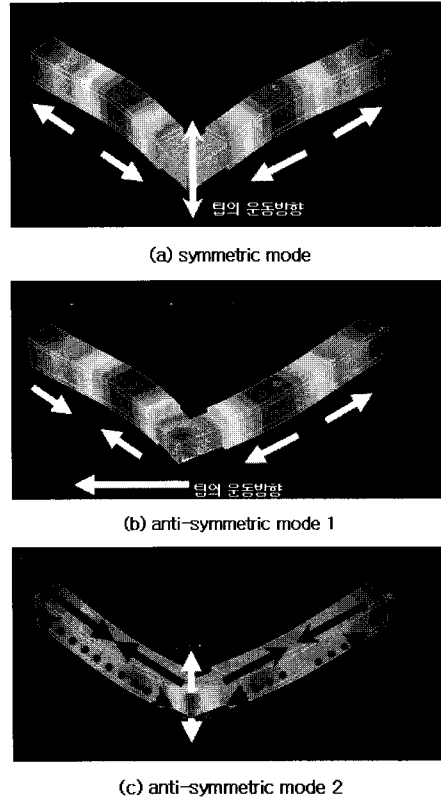 팁의 운동방향
(a) symmetric mode
팁의 운동방향
(b) anti-symmetric mode 1
(c) anti-symmetric mode 2